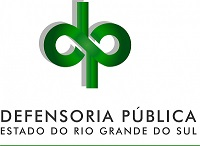 DEFENSORIA PÚBLICA
ESTADO DO RIO GRANDE DO SUL